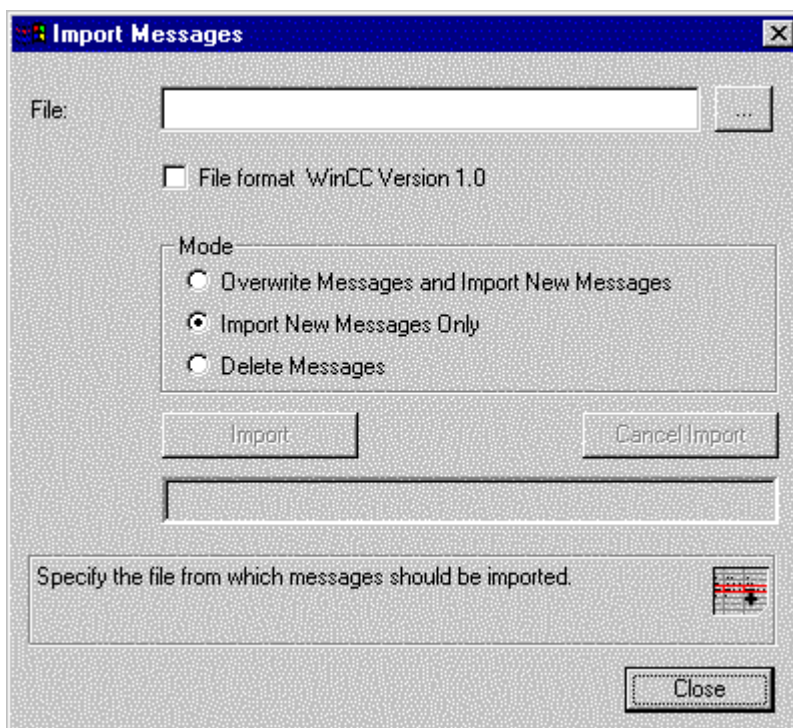 Import Messages
File:
...
File format WinCC Version 1.0
Mode
Overwrite Messages and Import New Messages
Import New Messages Only
Delete Messages
Import
Cancel Import
Specify the file from which messages should be imported.
Close